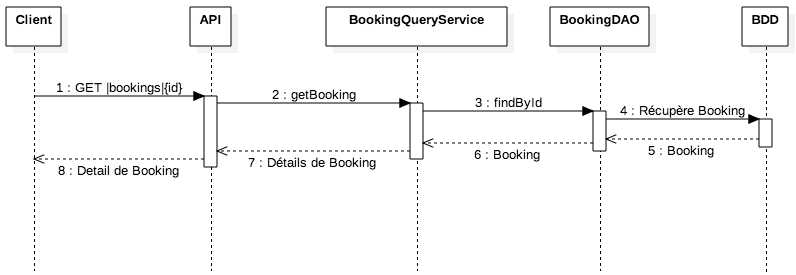 Client
API
BookingQueryService
BookingDAO
BDD
1 : GET |bookings|{id}
2 : getBooking
3 : findById
4 : Récupère Booking
5 : Booking
6 : Booking
7 : Détails de Booking
8 : Detail de Booking